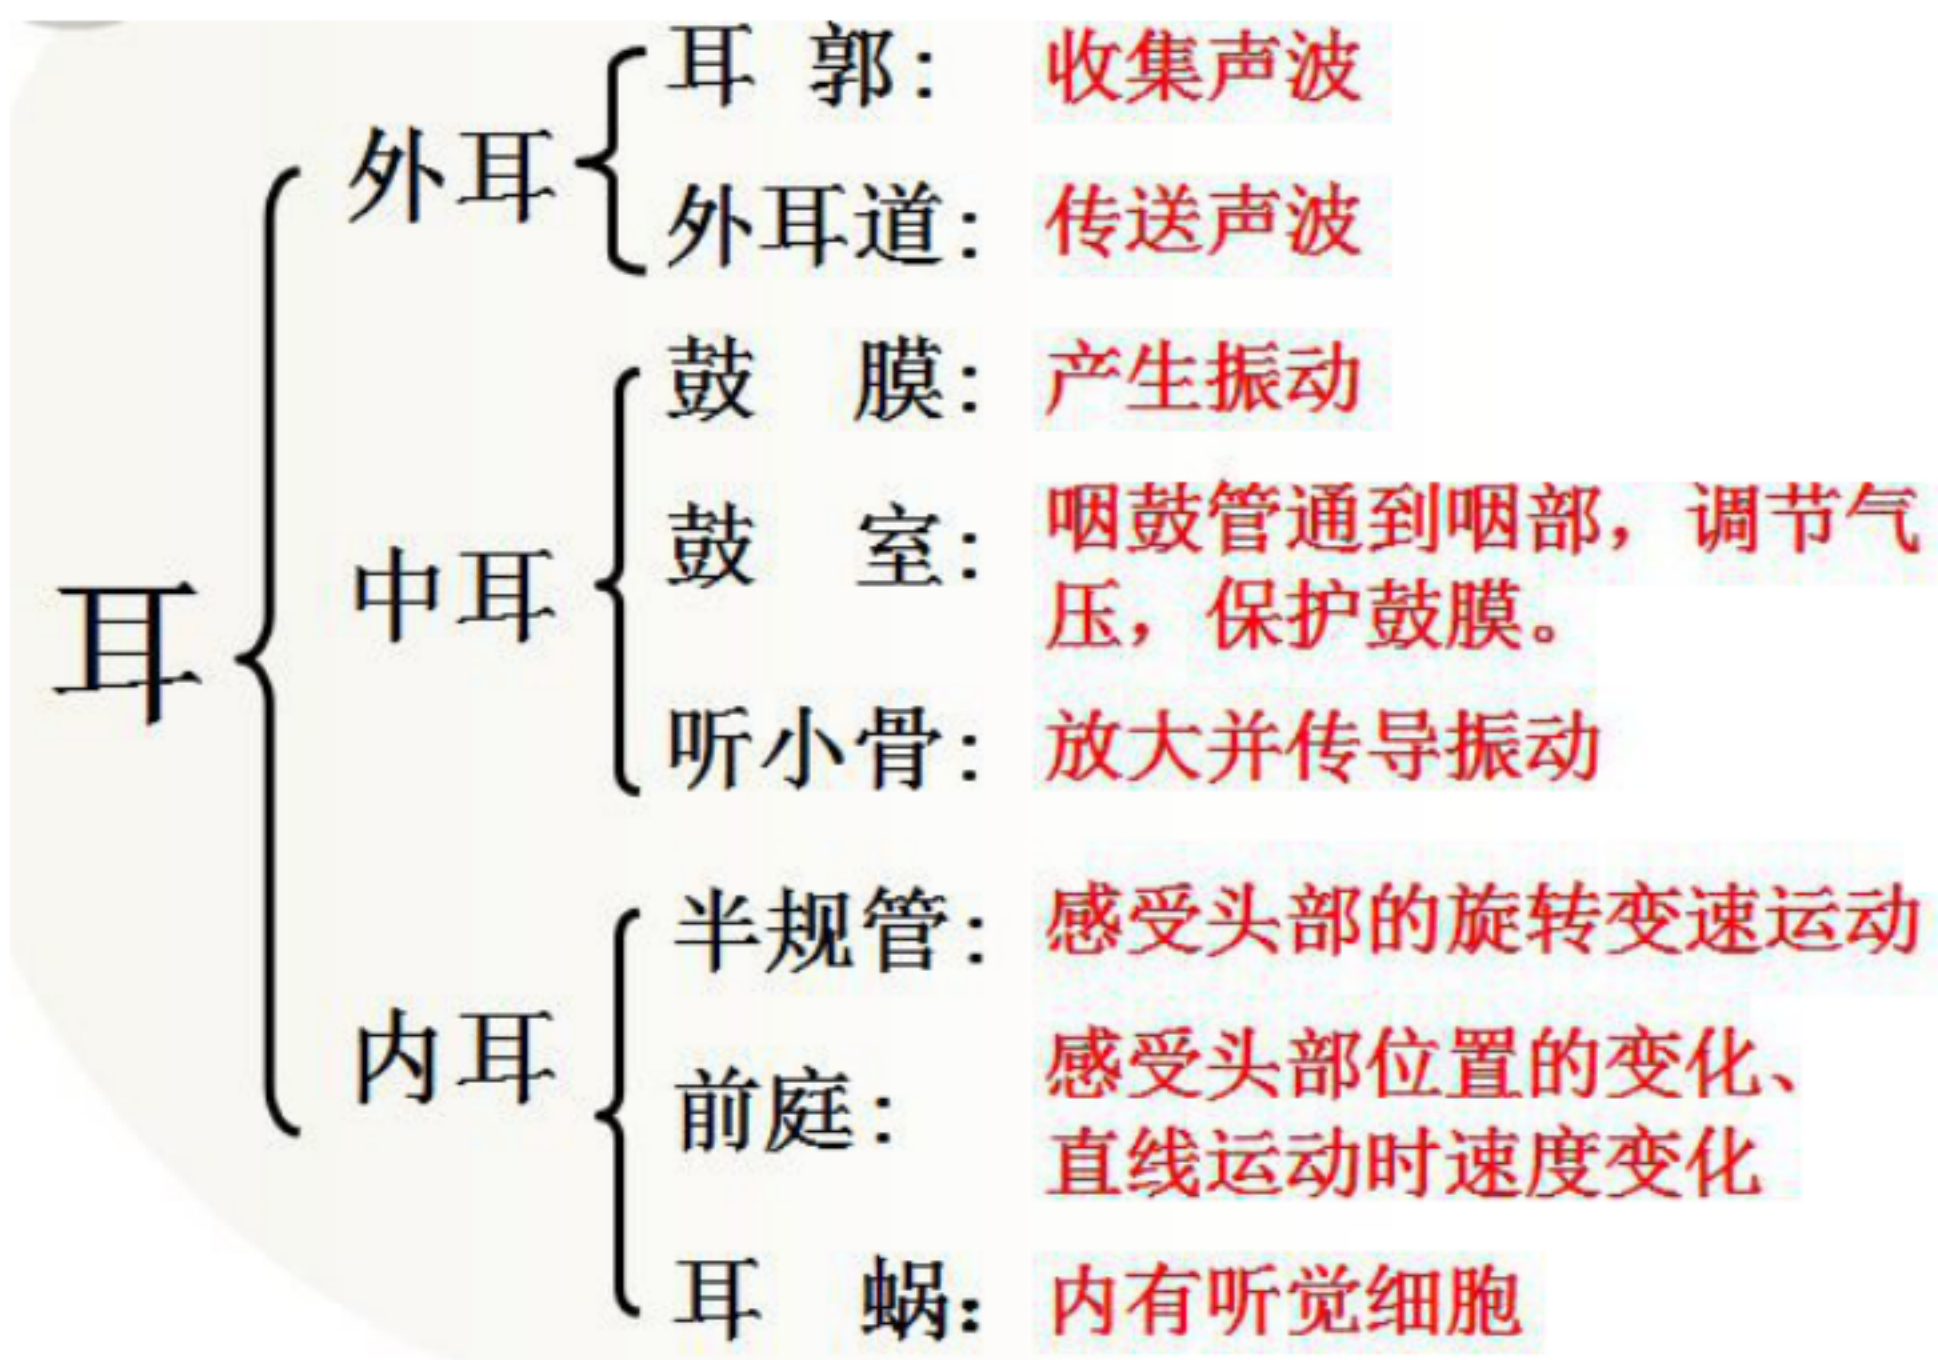 耳
外耳
耳 郭: 收集声波
外耳道: 传送声波
中耳
鼓 膜: 产生振动
鼓 室: 咽鼓管通到咽部，调节气
压，保护鼓膜。
听小骨: 放大并传导振动
内耳
半规管: 感受头部的旋转变速运动
前庭: 感受头部位置的变化、
直线运动时速度变化
耳 蜗: 内有听觉细胞